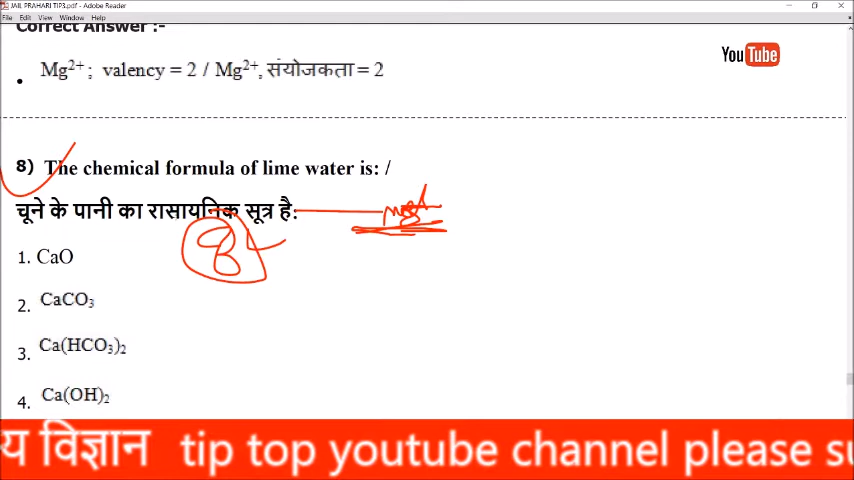 JAIL PRAHARI TIP3.pdf - Adobe Reader
File Edit View Window Help
Correct Answer :-
YouTube
Mg²⁺ ; valency = 2 / Mg²⁺, संयोजकता = 2
8) The chemical formula of lime water is: /
चूने के पानी का रासायनिक सूत्र है:
8
1. CaO
2. CaCO₃
3. Ca(HCO₃)₂
4. Ca(OH)₂
य विज्ञान tip top youtube channel please su